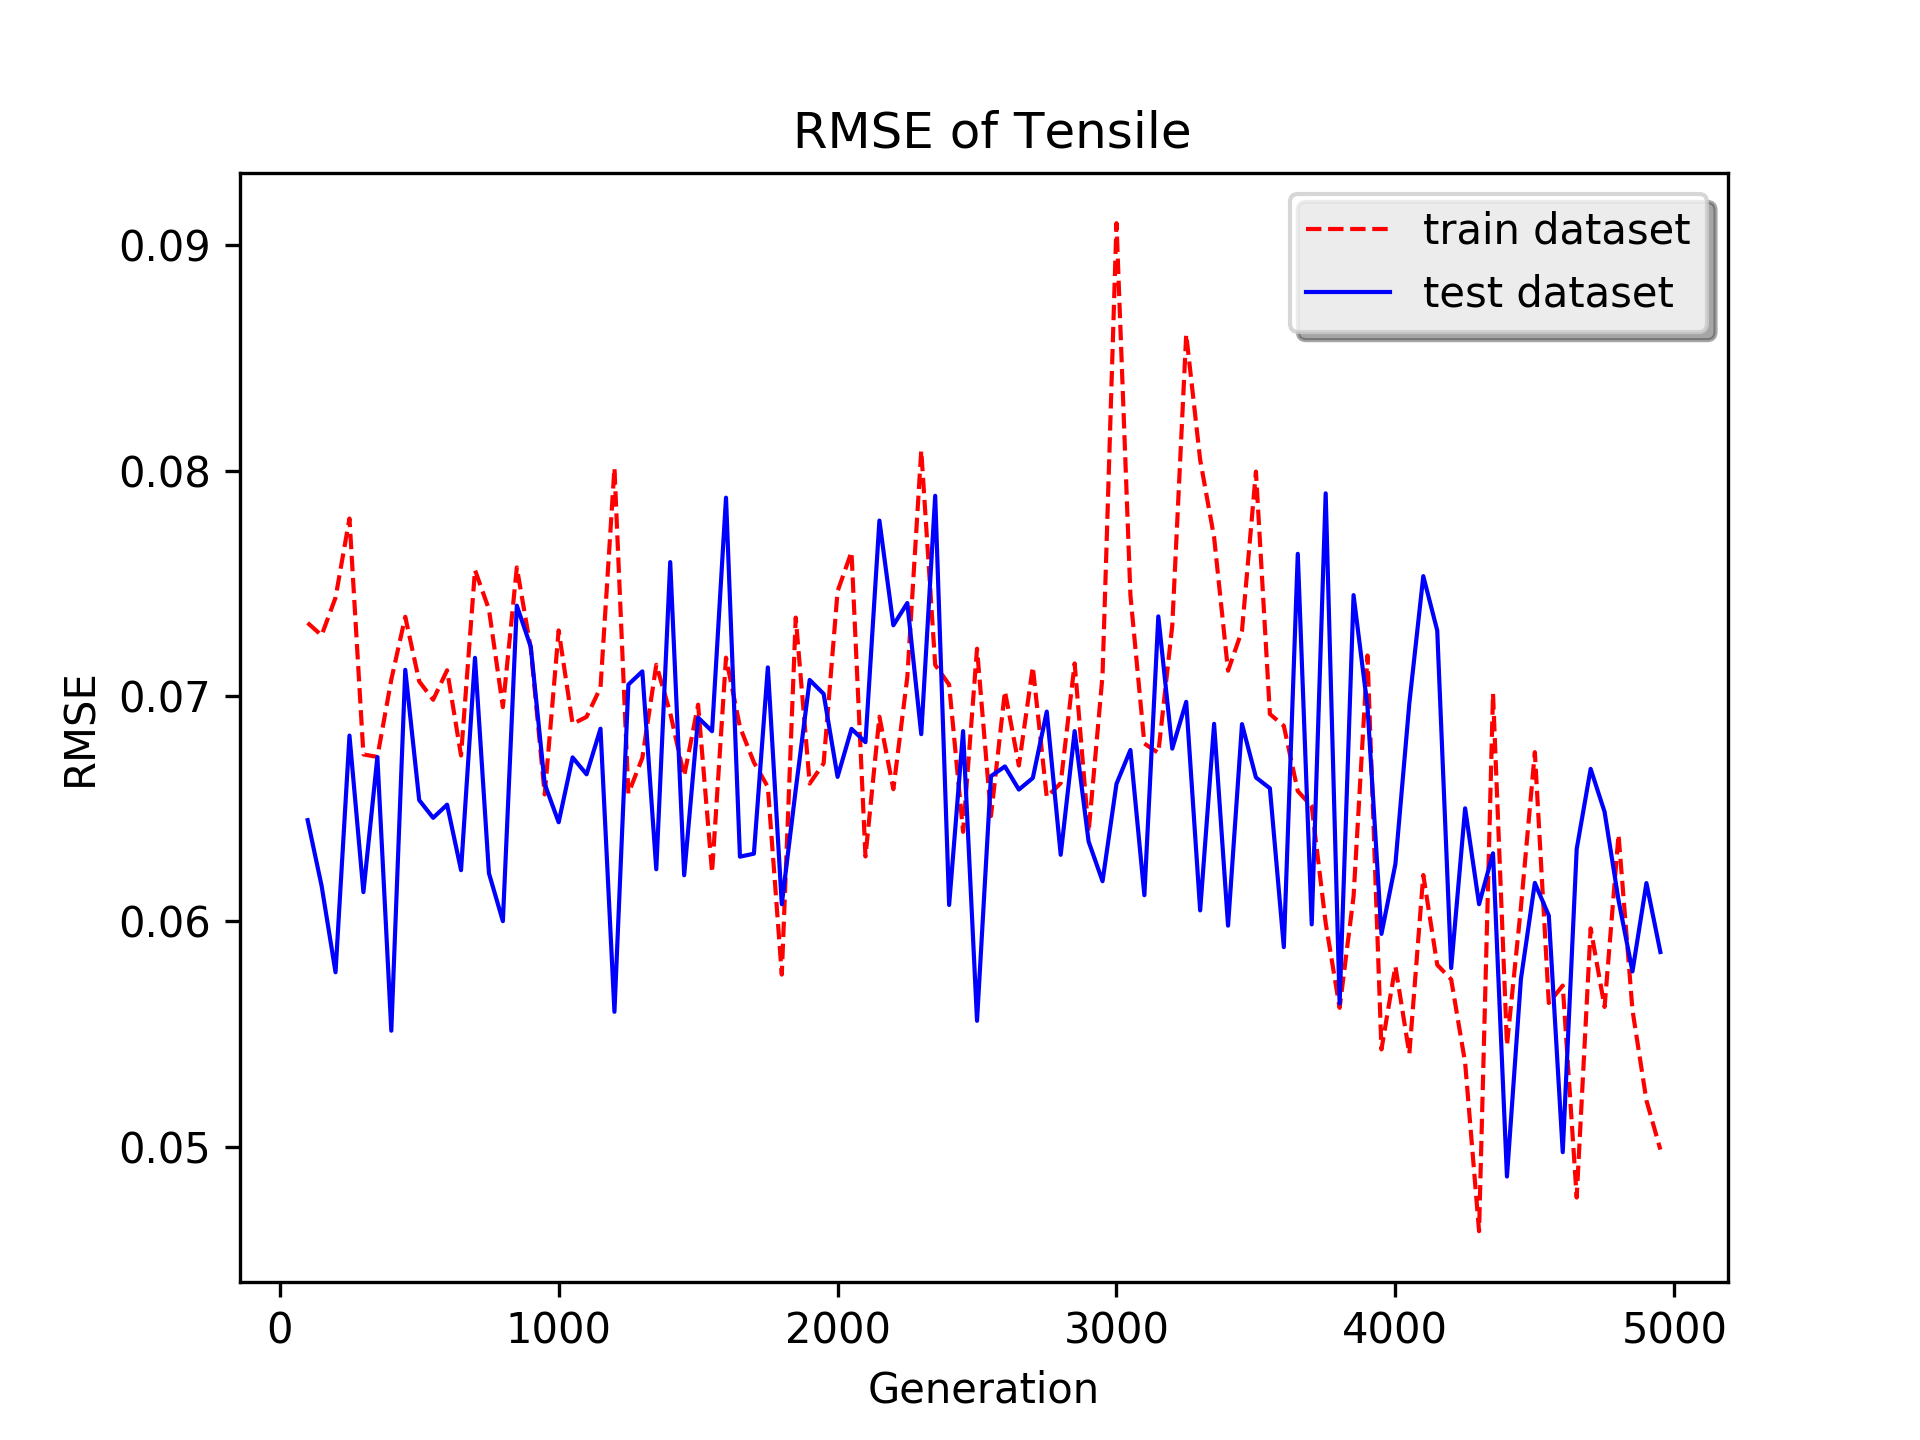 RMSE of Tensile
train dataset
test dataset
0.09
0.08
0.07
0.06
0.05
RMSE
0 1000 2000 3000 4000 5000
Generation